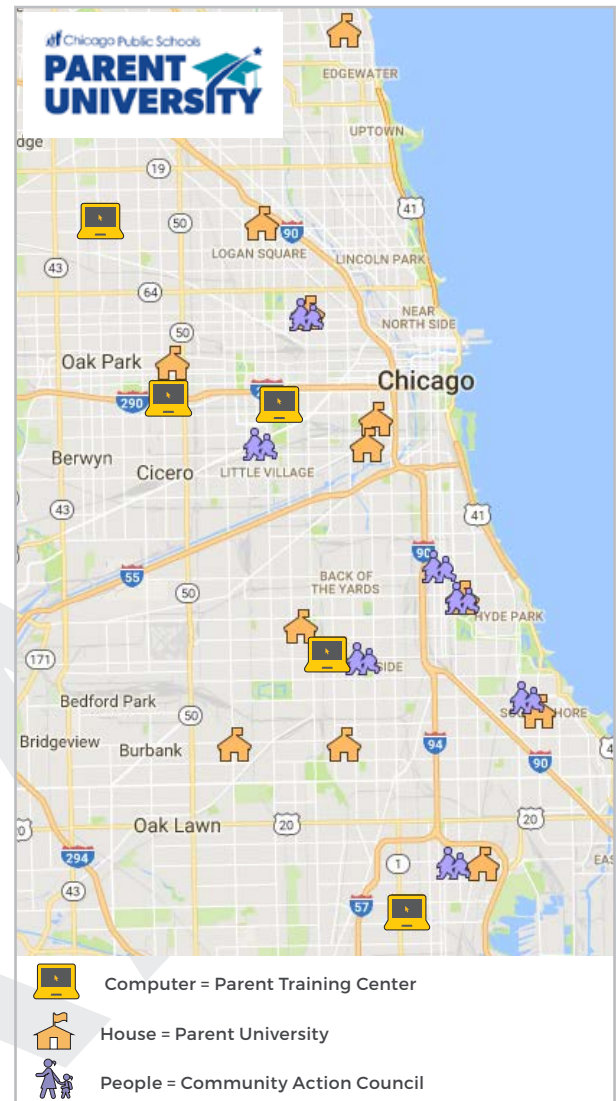 Chicago Public Schools
PARENT
UNIVERSITY
EDGEWATER
UPTOWN
dge
19
41
50
90
LOGAN SQUARE
LINCOLN PARK
43
64
NEAR
NORTH SIDE
50
Oak Park
Chicago
290
Berwyn
Cicero
LITTLE VILLAGE
43
41
90
55
BACK OF
THE YARDS
50
HYDE PARK
171
SIDE
Bedford Park
50
Bridgeview
Burbank
94
90
4
20
Oak Lawn
20
20
294
1
43
57
Computer = Parent Training Center
House = Parent University
People = Community Action Council